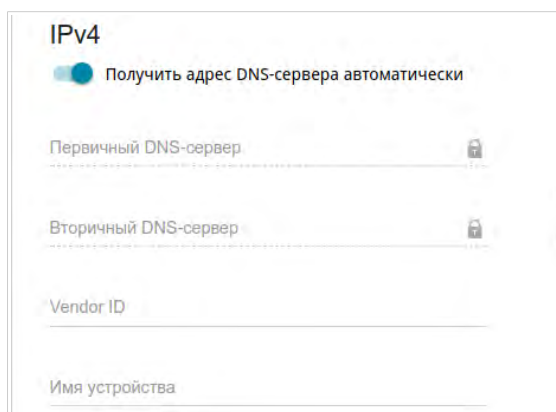 IPv4
Получить адрес DNS-сервера автоматически
Первичный DNS-сервер
Вторичный DNS-сервер
Vendor ID
Имя устройства